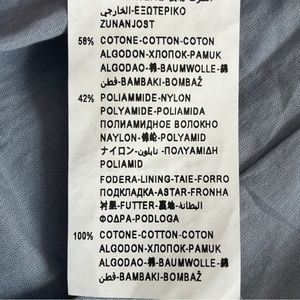 الخارجي-ΕΞΩΤΕΡΙΚΟ
ZUNANJOST
58% COTONE-COTTON-COTON
ALGODON-ХЛОПОК-PAMUK
ALGODAO-棉-BAUMWOLLE-綿
قطن-BAMBAKI-BOMBAŽ
42% POLIAMMIDE-NYLON
POLYAMIDE-POLIAMIDA
ПОЛИАМИДНОЕ ВОЛОКНО
NAYLON-锦纶-POLYAMID
ナイロン-نايلون-ΠΟΛΥΑΜΙΔΗ
POLIAMID
FODERA-LINING-TAIE-FORRO
ПОДКЛАДКА-ASTAR-FRONHA
衬里-FUTTER-裏地-البطانة
ΦΟΔΡΑ-PODLOGA
100% COTONE-COTTON-COTON
ALGODON-ХЛОПОК-PAMUK
ALGODAO-棉-BAUMWOLLE-綿
قطن-BAMBAKI-BOMBAŽ